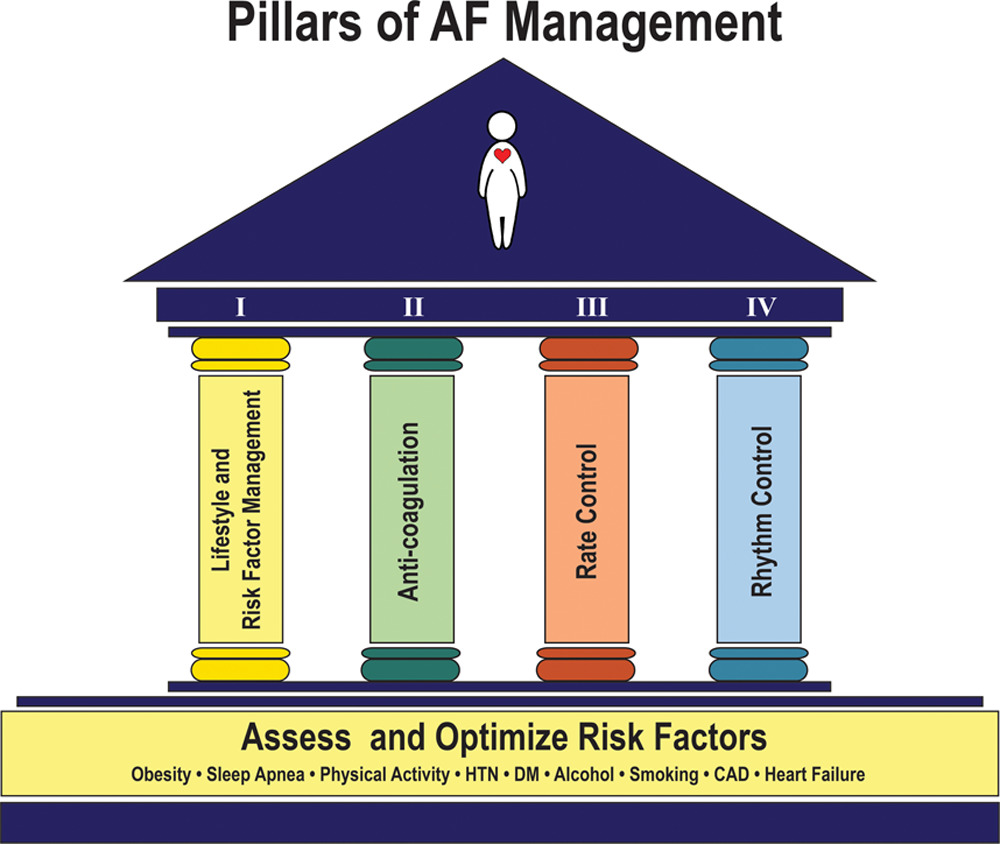 Pillars of AF Management
I II III IV
Lifestyle and
Risk Factor Management
Anti-coagulation
Rate Control
Rhythm Control
Assess and Optimize Risk Factors
Obesity • Sleep Apnea • Physical Activity • HTN • DM • Alcohol • Smoking • CAD • Heart Failure